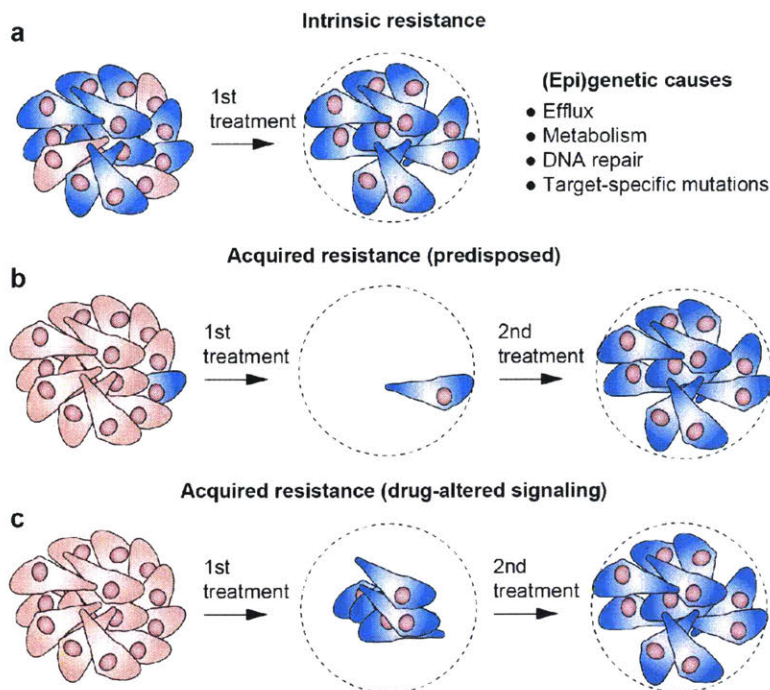 Intrinsic resistance
a
1st
treatment
(Epi)genetic causes
● Efflux
● Metabolism
● DNA repair
● Target-specific mutations
Acquired resistance (predisposed)
b
1st
treatment
2nd
treatment
Acquired resistance (drug-altered signaling)
c
1st
treatment
2nd
treatment